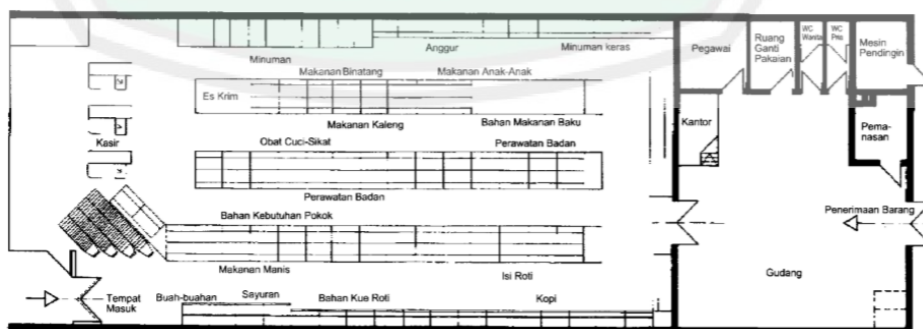 Anggur
Minuman keras
Minuman
Makanan Binatang
Makanan Anak-Anak
Es Krim
Makanan Kaleng
Bahan Makanan Baku
Kasir
Obat Cuci-Sikat
Perawatan Badan
Perawatan Badan
Bahan Kebutuhan Pokok
Makanan Manis
Isi Roti
Tempat
Masuk
Buah-buahan
Sayuran
Bahan Kue Roti
Kopi
Pegawai
Ruang
Ganti
Pakaian
WC
Wanita
WC
Pria
Mesin
Pendingin
Kantor
Pema-
nasan
Penerimaan Barang
Gudang